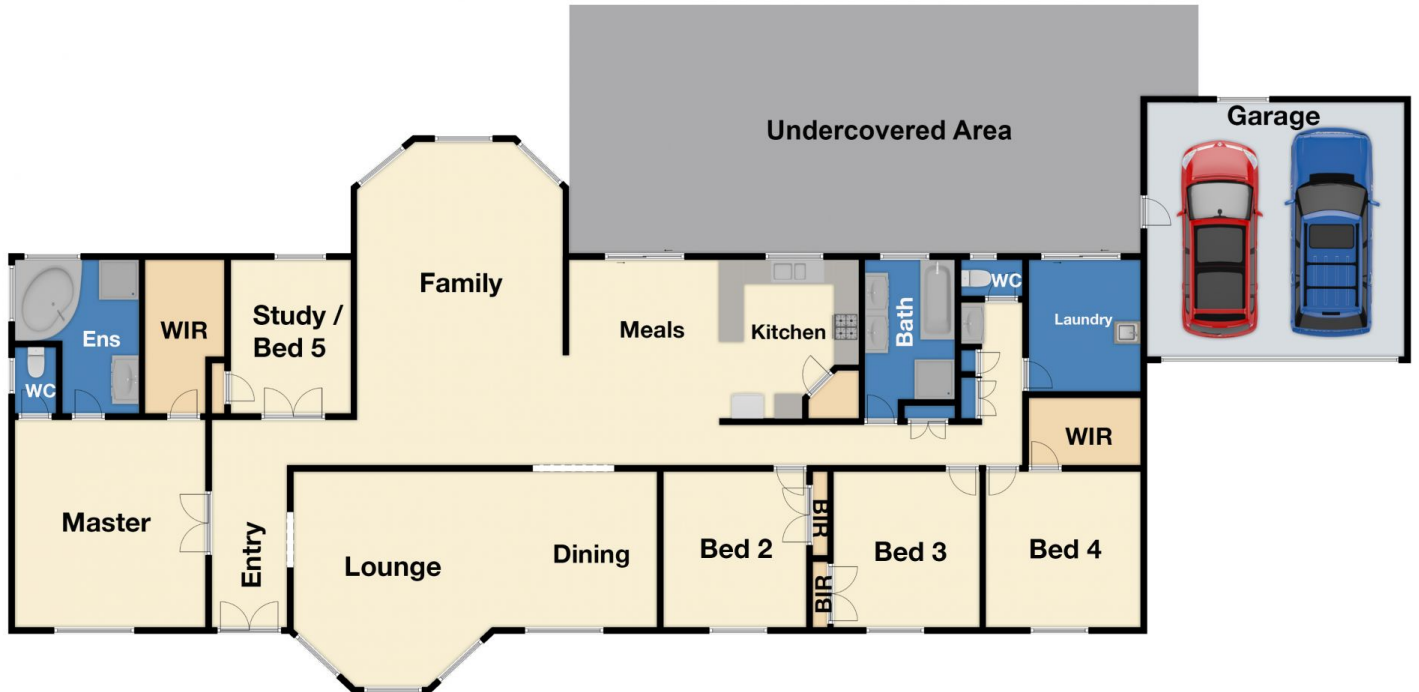 Undercovered Area
Garage
Family
Ens
WIR
Study /
Bed 5
Meals
Kitchen
Bath
WC
Laundry
WC
WIR
Master
Entry
Lounge
Dining
Bed 2
BIR
BIR
Bed 3
Bed 4